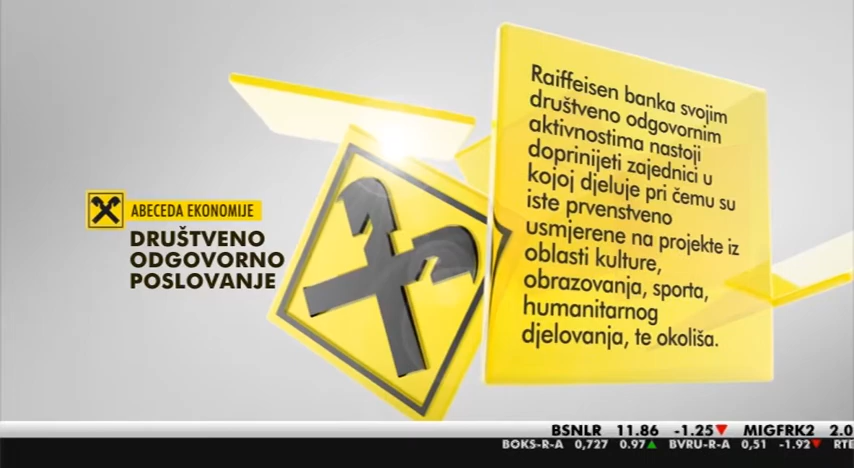 ABECEDA EKONOMIJE
DRUŠTVENO
ODGOVORNO
POSLOVANJE
Raiffeisen banka svojim
društveno odgovornim
aktivnostima nastoji
doprinijeti zajednici u
kojoj djeluje pri čemu su
iste prvenstveno
usmjerene na projekte iz
oblasti kulture,
obrazovanja, sporta,
humanitarnog
djelovanja, te okoliša.
BSNLR 11.86 -1.25▼ MIGFRK2 2.0
BOKS-R-A 0,727 0.97▲ BVRU-R-A 0,51 -1.92▼ RTE